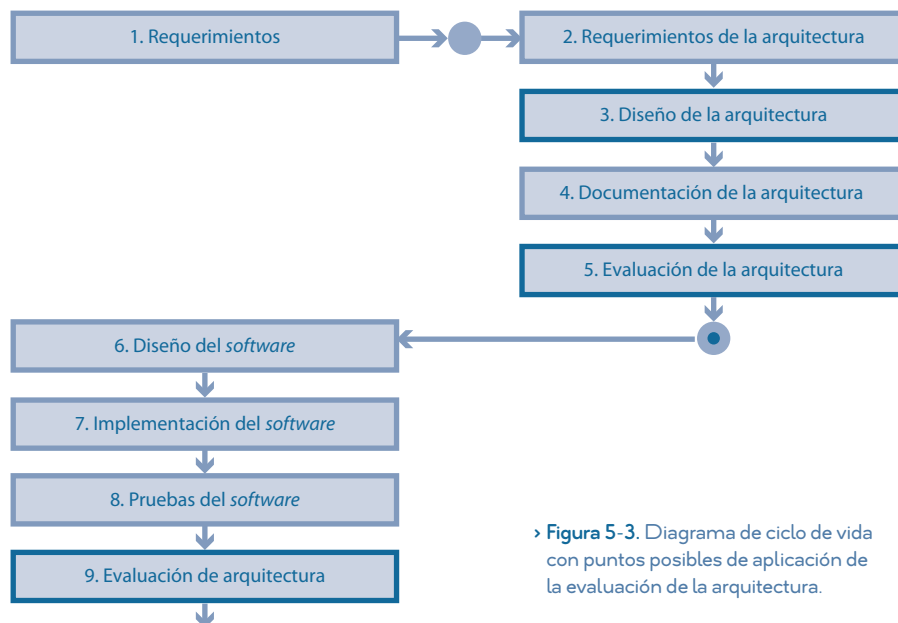 1. Requerimientos
2. Requerimientos de la arquitectura
3. Diseño de la arquitectura
4. Documentación de la arquitectura
5. Evaluación de la arquitectura
6. Diseño del software
7. Implementación del software
8. Pruebas del software
9. Evaluación de arquitectura
› Figura 5-3. Diagrama de ciclo de vida
con puntos posibles de aplicación de
la evaluación de la arquitectura.